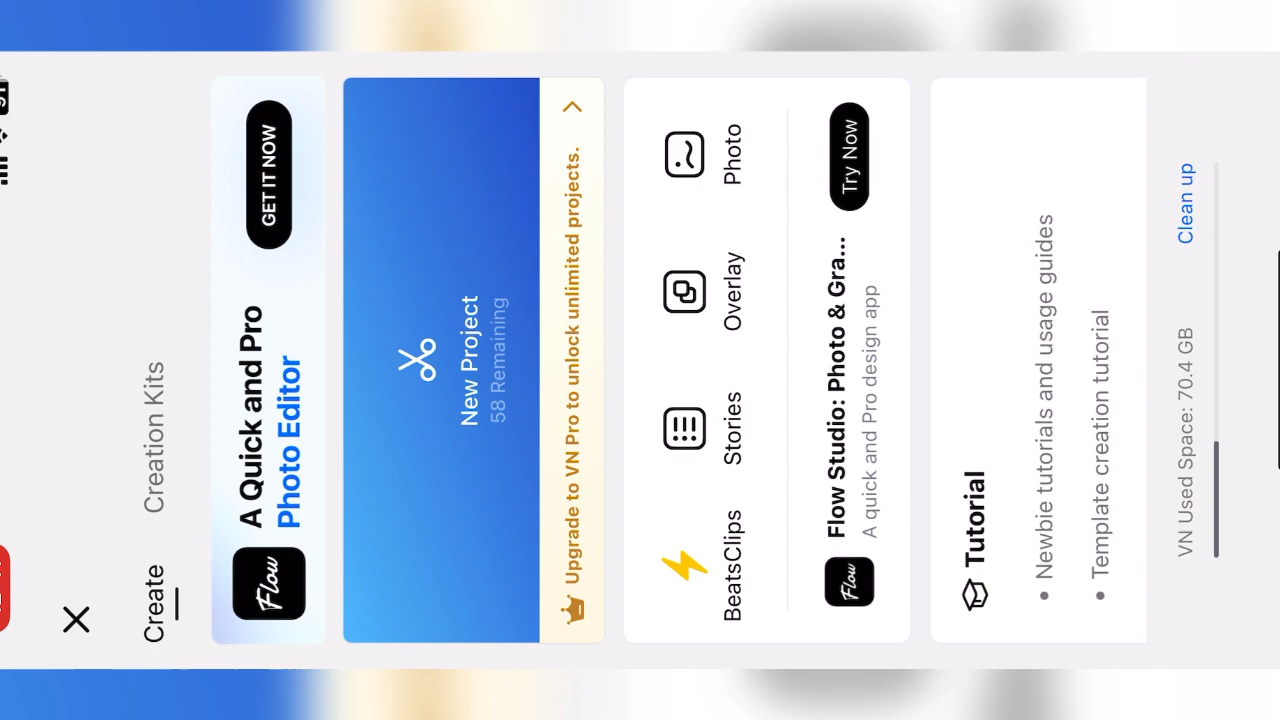 Create
Creation Kits
Flow
A Quick and Pro
Photo Editor
GET IT NOW
New Project
58 Remaining
Upgrade to VN Pro to unlock unlimited projects.
BeatsClips
Stories
Overlay
Photo
Flow
Flow Studio: Photo & Gra...
A quick and Pro design app
Try Now
Tutorial
• Newbie tutorials and usage guides
• Template creation tutorial
VN Used Space: 70.4 GB
Clean up